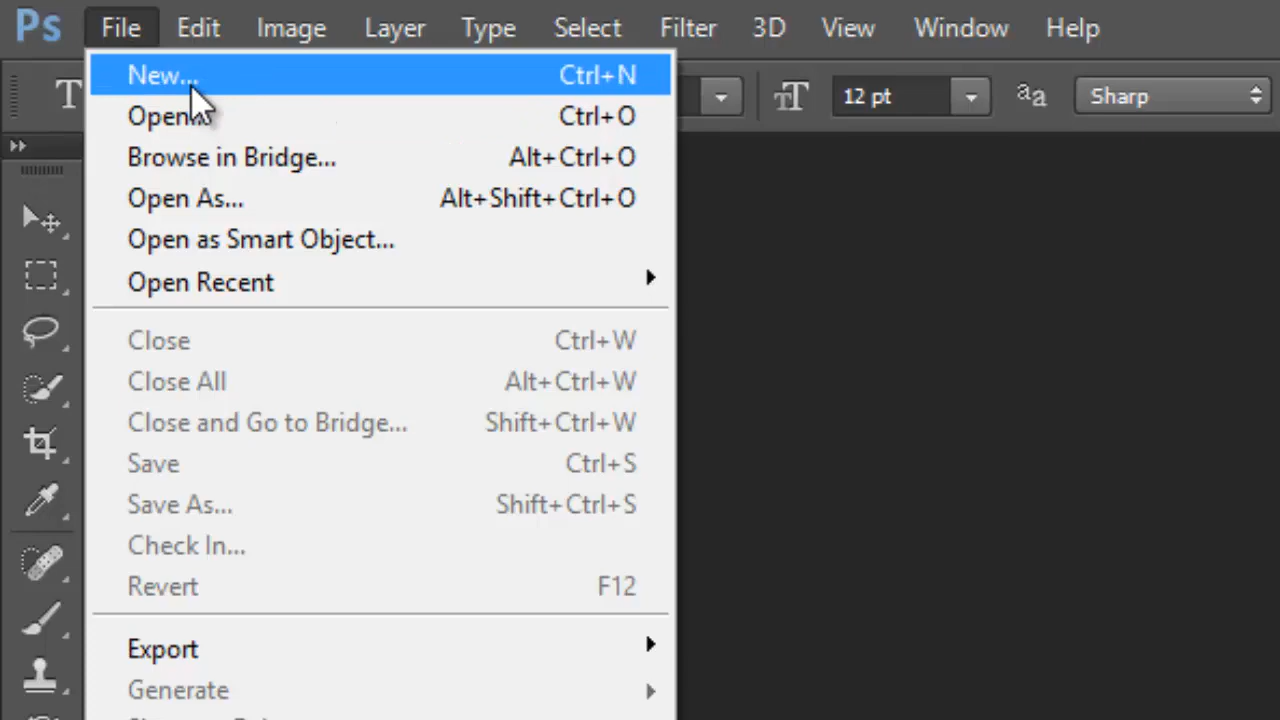 Ps File Edit Image Layer Type Select Filter 3D View Window Help
T 12 pt aa Sharp
New... Ctrl+N
Open... Ctrl+O
Browse in Bridge... Alt+Ctrl+O
Open As... Alt+Shift+Ctrl+O
Open as Smart Object...
Open Recent
Close Ctrl+W
Close All Alt+Ctrl+W
Close and Go to Bridge... Shift+Ctrl+W
Save Ctrl+S
Save As... Shift+Ctrl+S
Check In...
Revert F12
Export
Generate